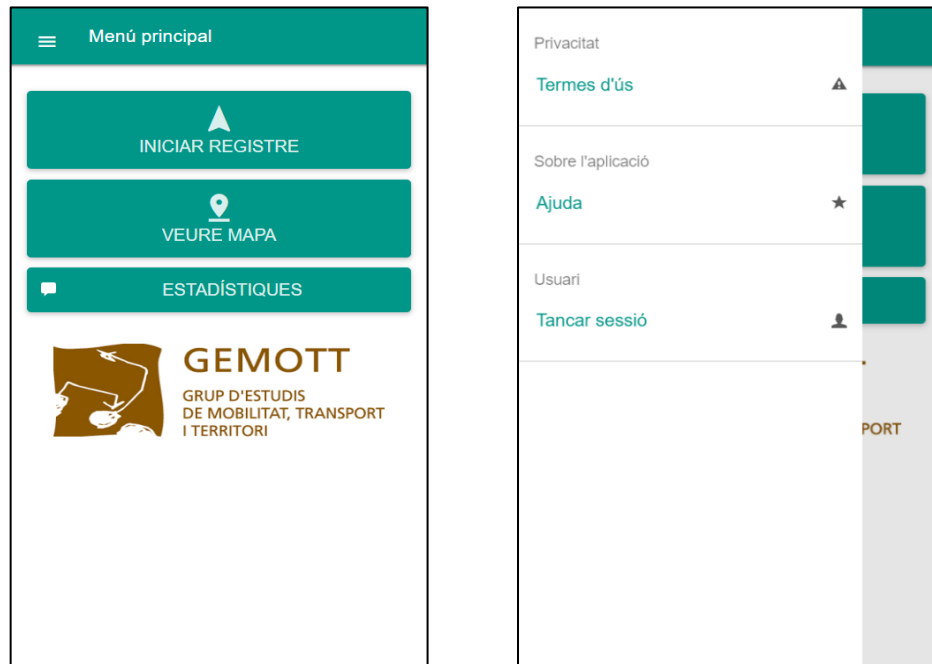 Menú principal
INICIAR REGISTRE
VEURE MAPA
ESTADÍSTIQUES
GEMOTT
GRUP D'ESTUDIS
DE MOBILITAT, TRANSPORT
I TERRITORI
Privacitat
Termes d'ús
Sobre l'aplicació
Ajuda
Usuari
Tancar sessió
PORT